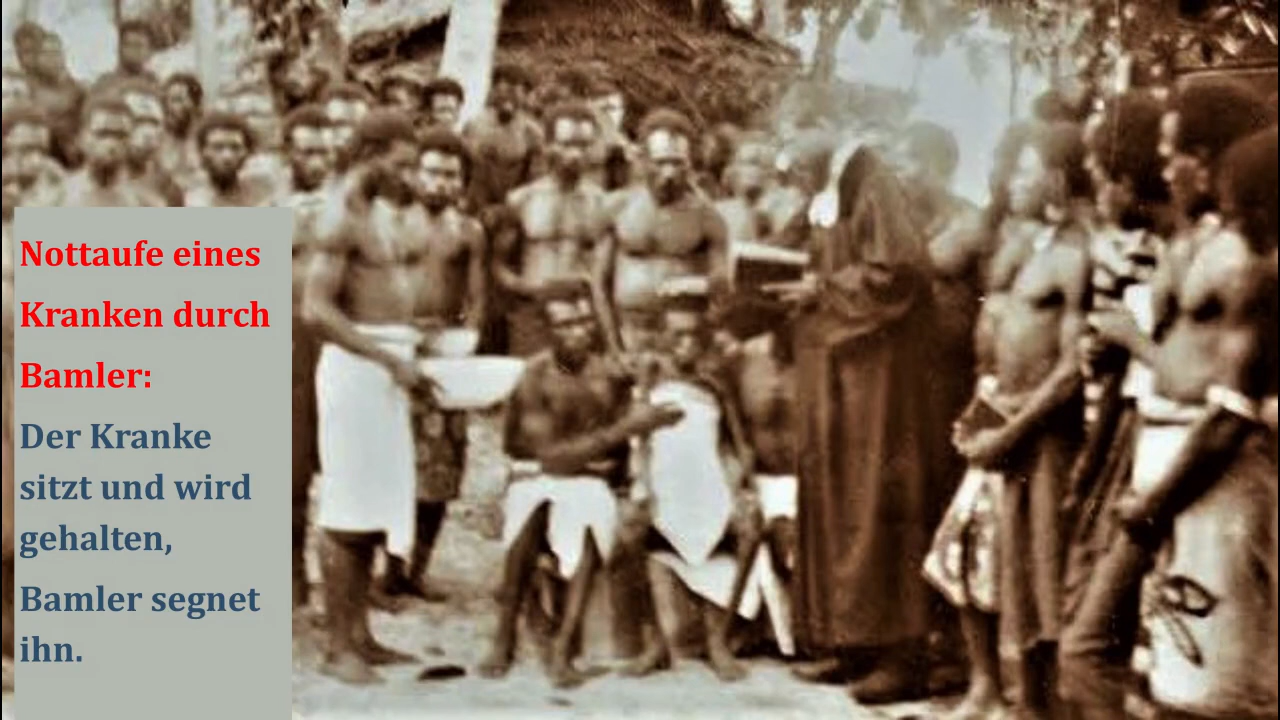 Nottaufe eines
Kranken durch
Bamler:
Der Kranke
sitzt und wird
gehalten,
Bamler segnet
ihn.